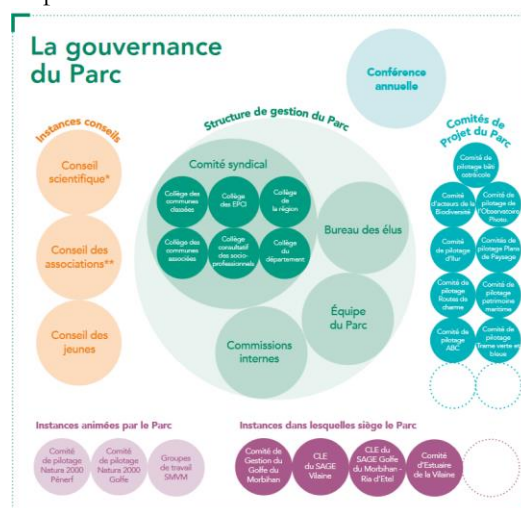 La gouvernance
du Parc
Conférence
annuelle
Instances conseils
Conseil
scientifique*
Conseil des
associations**
Conseil des
jeunes
Structure de gestion du Parc
Comité syndical
Collège des
communes
classées
Collège
des EPCI
Collège
de la
région
Collège des
communes
associées
Collège
consultatif
des socio-
professionnels
Collège
du
département
Bureau des élus
Équipe
du Parc
Commissions
internes
Comités de
Projet du Parc
Comité de
pilotage bâti
ostréicole
Comité
d'acteurs de la
Biodiversité
Comité de
pilotage de
l'Observatoire
Photo
Comité
de pilotage
d'Ilur
Comités de
pilotage Plans
de Paysage
Comité de
pilotage
Routes de
charme
Comité de
pilotage
patrimoine
maritime
Comité de
pilotage
ABC
Comité de
pilotage
Trame verte et
bleue
Instances animées par le Parc
Comité
de pilotage
Natura 2000
Pénerf
Comité de
pilotage
Natura 2000
Golfe
Groupes
de travail
SMVM
Instances dans lesquelles siège le Parc
Comité de
Gestion du
Golfe du
Morbihan
CLE
du SAGE
Vilaine
CLE du
SAGE Golfe
du Morbihan -
Ria d'Etel
Comité
d'Estuaire
de la Vilaine